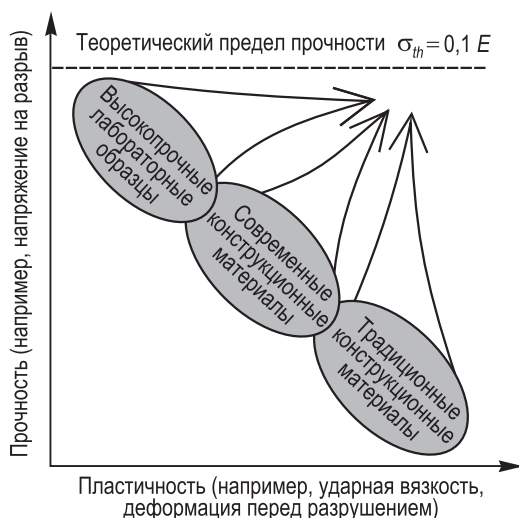 Теоретический предел прочности σth = 0,1 E
Прочность (например, напряжение на разрыв)
Высокопрочные
лабораторные
образцы
Современные
конструкционные
материалы
Традиционные
конструкционные
материалы
Пластичность (например, ударная вязкость,
деформация перед разрушением)